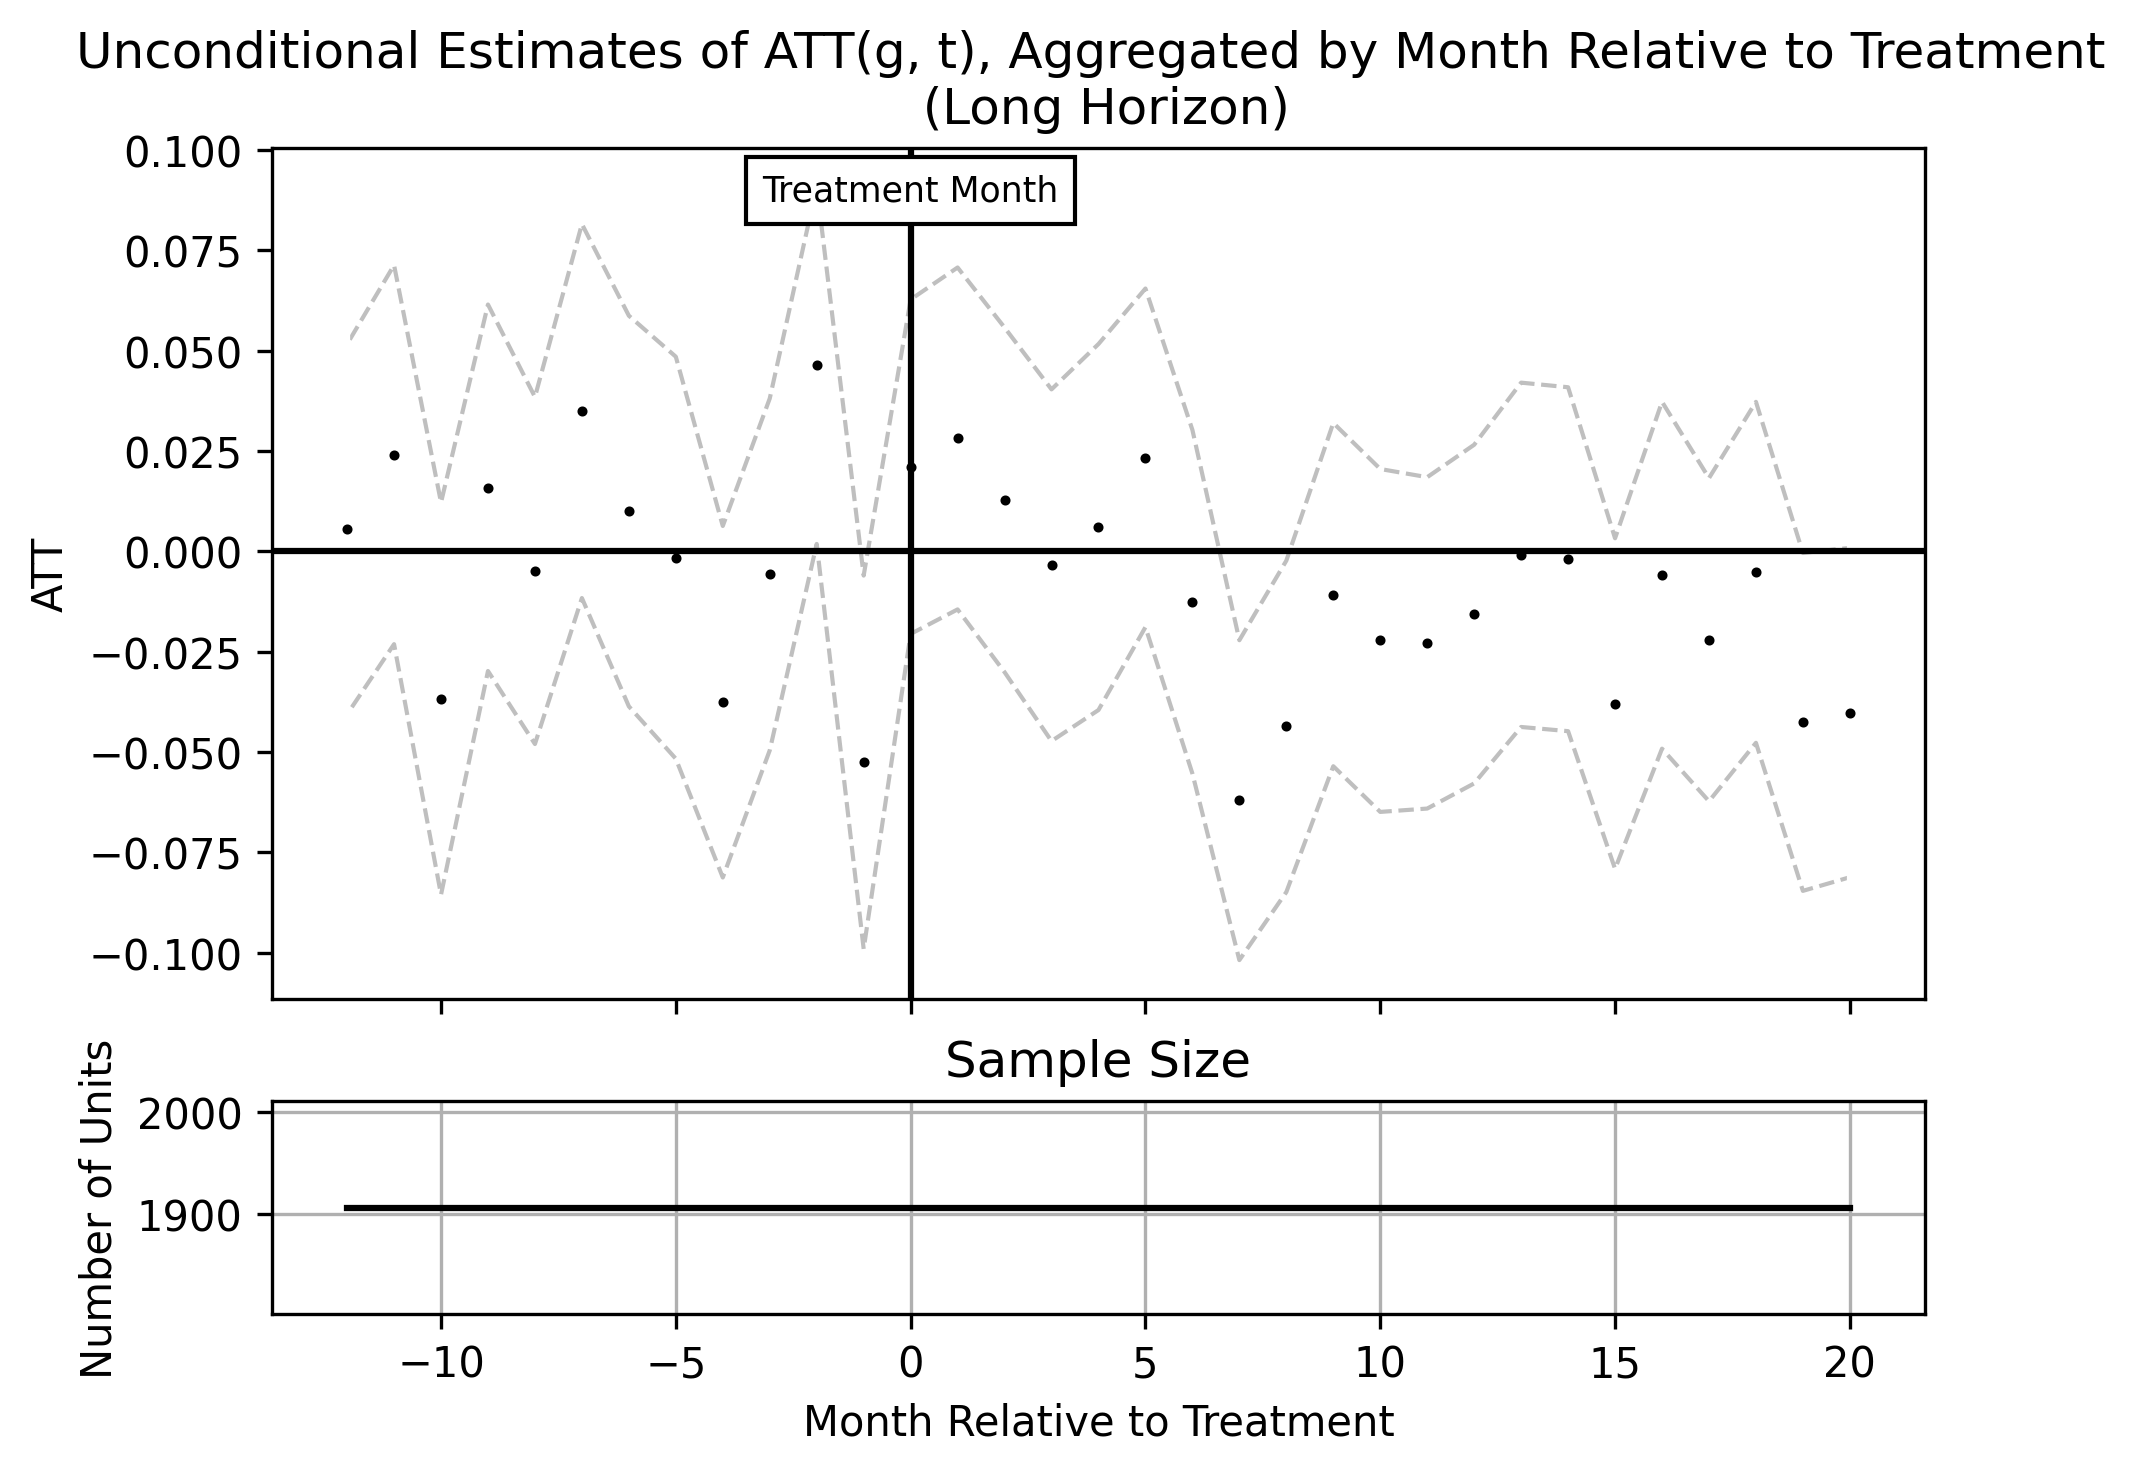 Unconditional Estimates of ATT(g, t), Aggregated by Month Relative to Treatment
(Long Horizon)
Treatment Month
ATT
0.100
0.075
0.050
0.025
0.000
−0.025
−0.050
−0.075
−0.100
Sample Size
Number of Units
2000
1900
−10 −5 0 5 10 15 20
Month Relative to Treatment